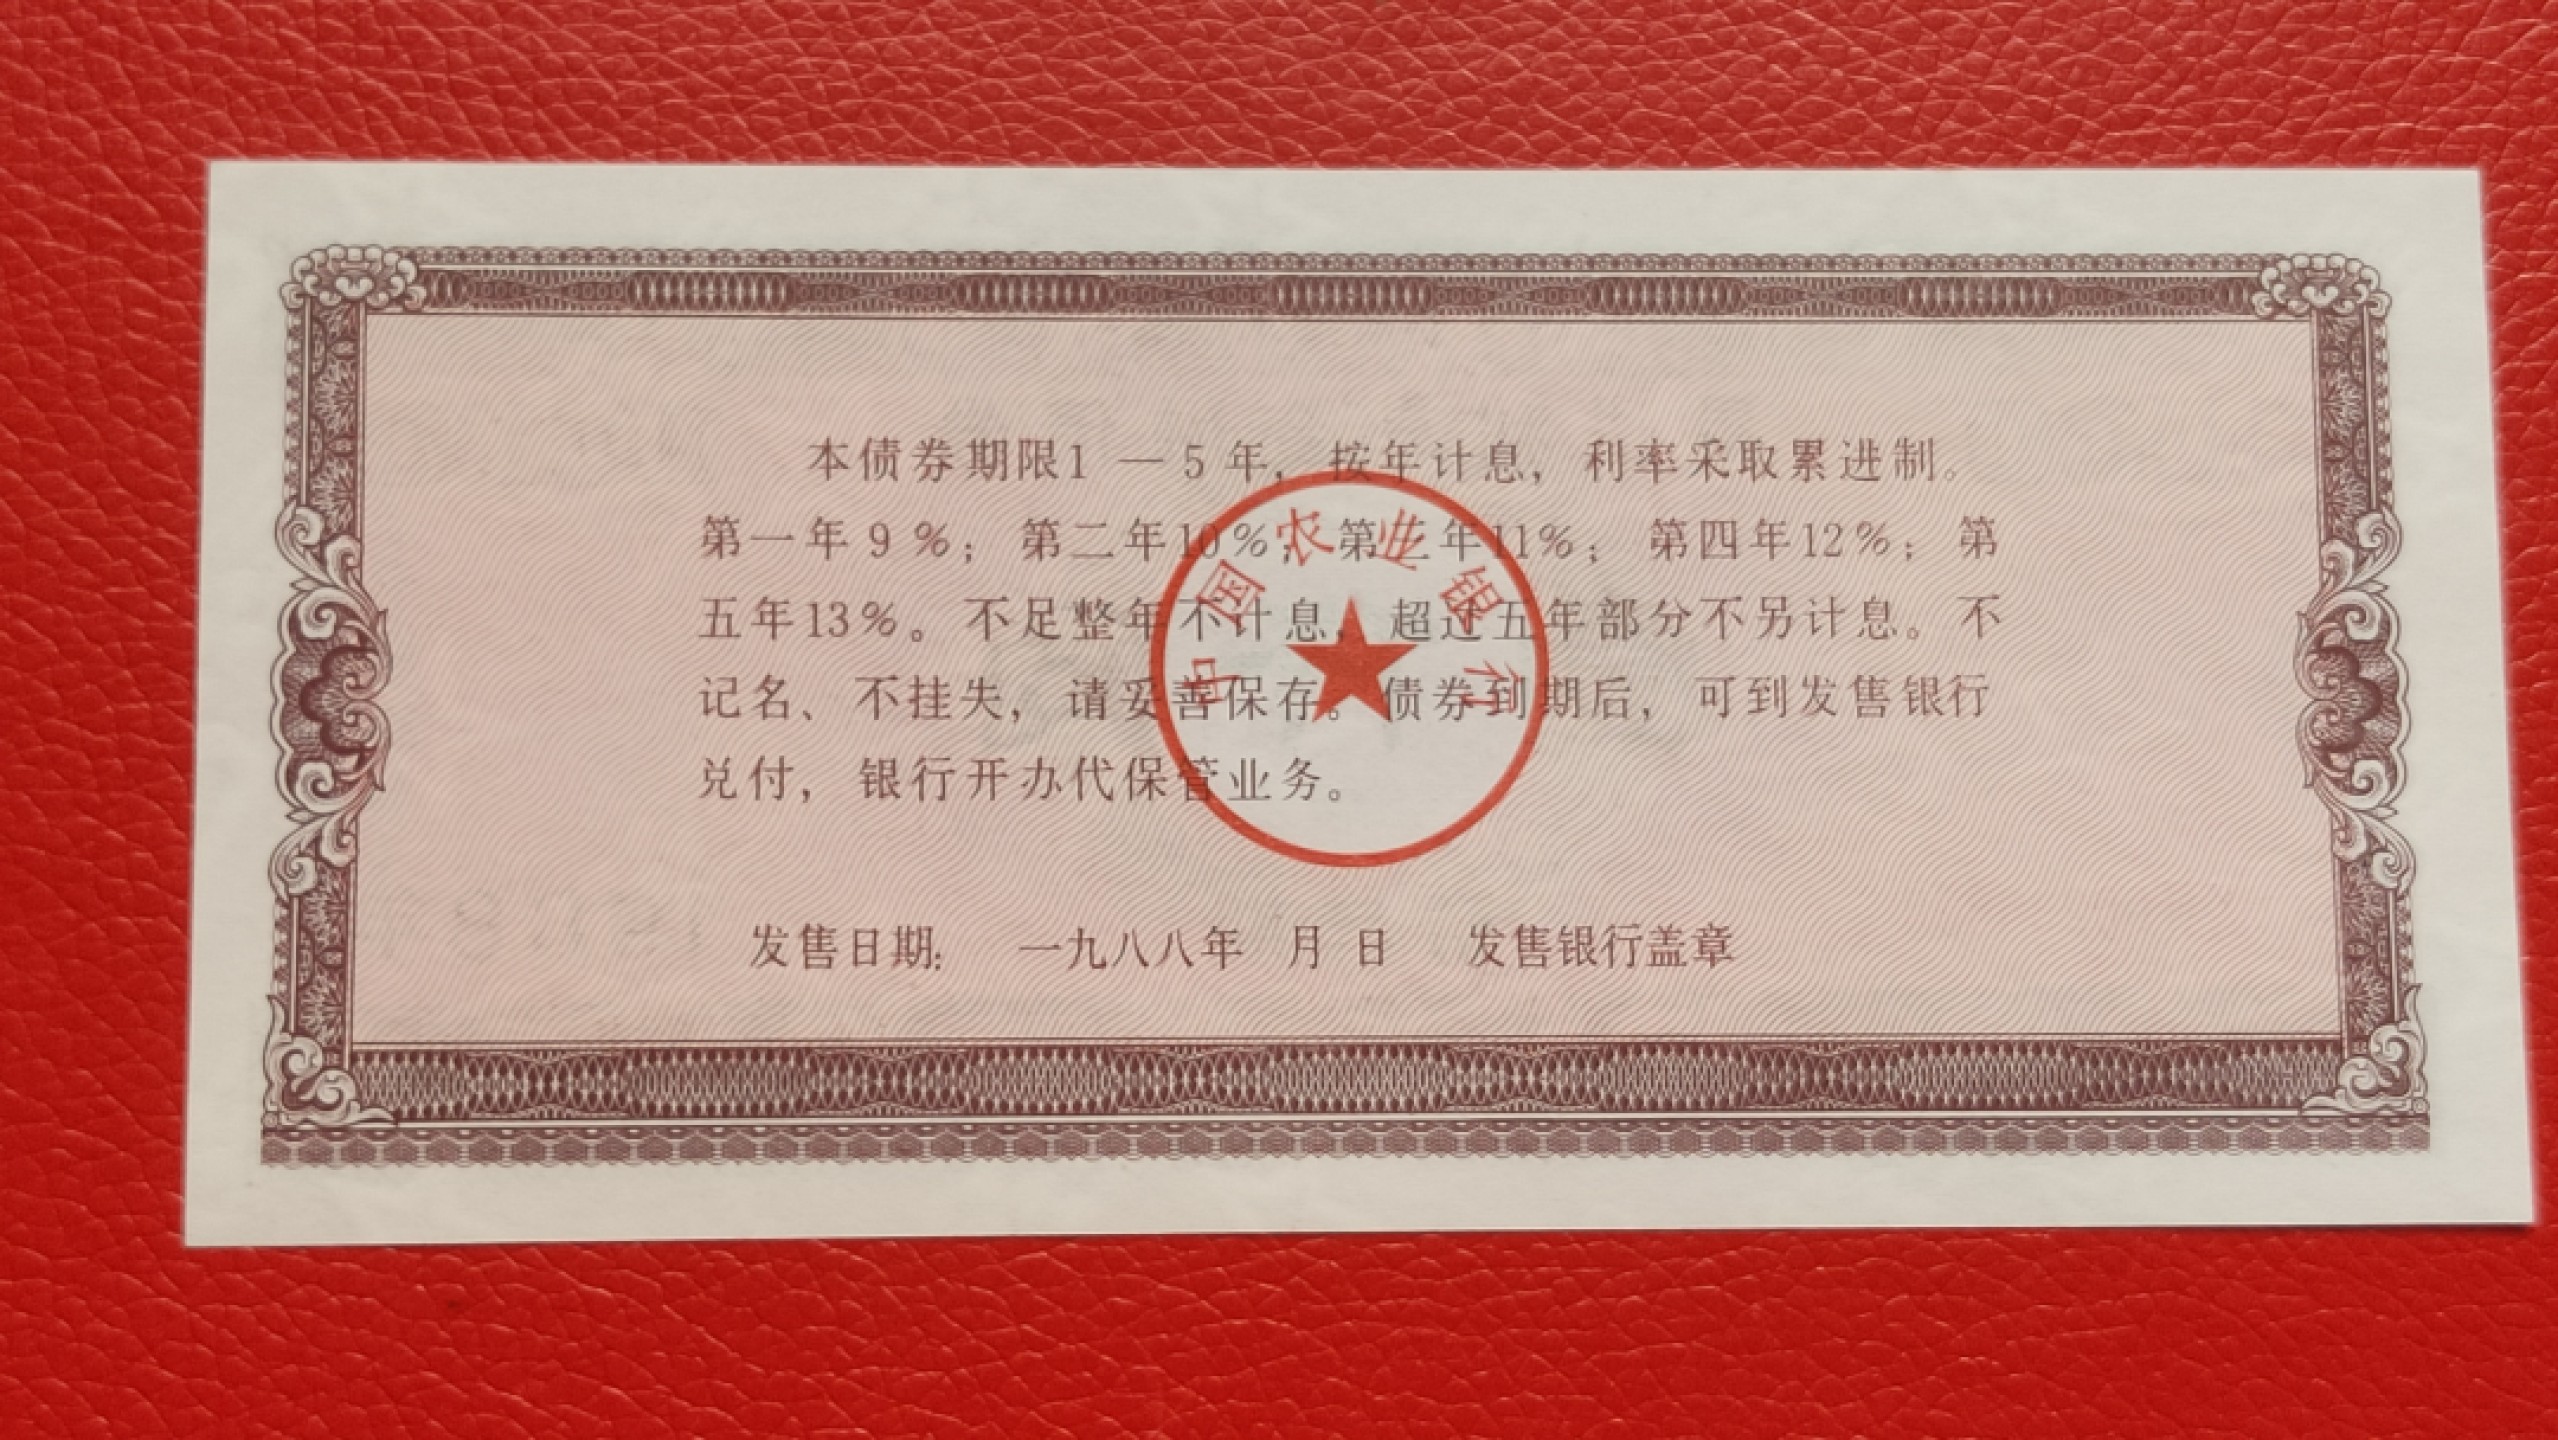 本债券期限1—5年，按年计息，利率采取累进制。
第一年9%；第二年10%；第三年11%；第四年12%；第
五年13%。不足整年不计息，超过五年部分不另计息。不
记名、不挂失，请妥善保存。债券到期后，可到发售银行
兑付，银行开办代保管业务。
中国农业银行
发售日期：一九八八年 月 日 发售银行盖章